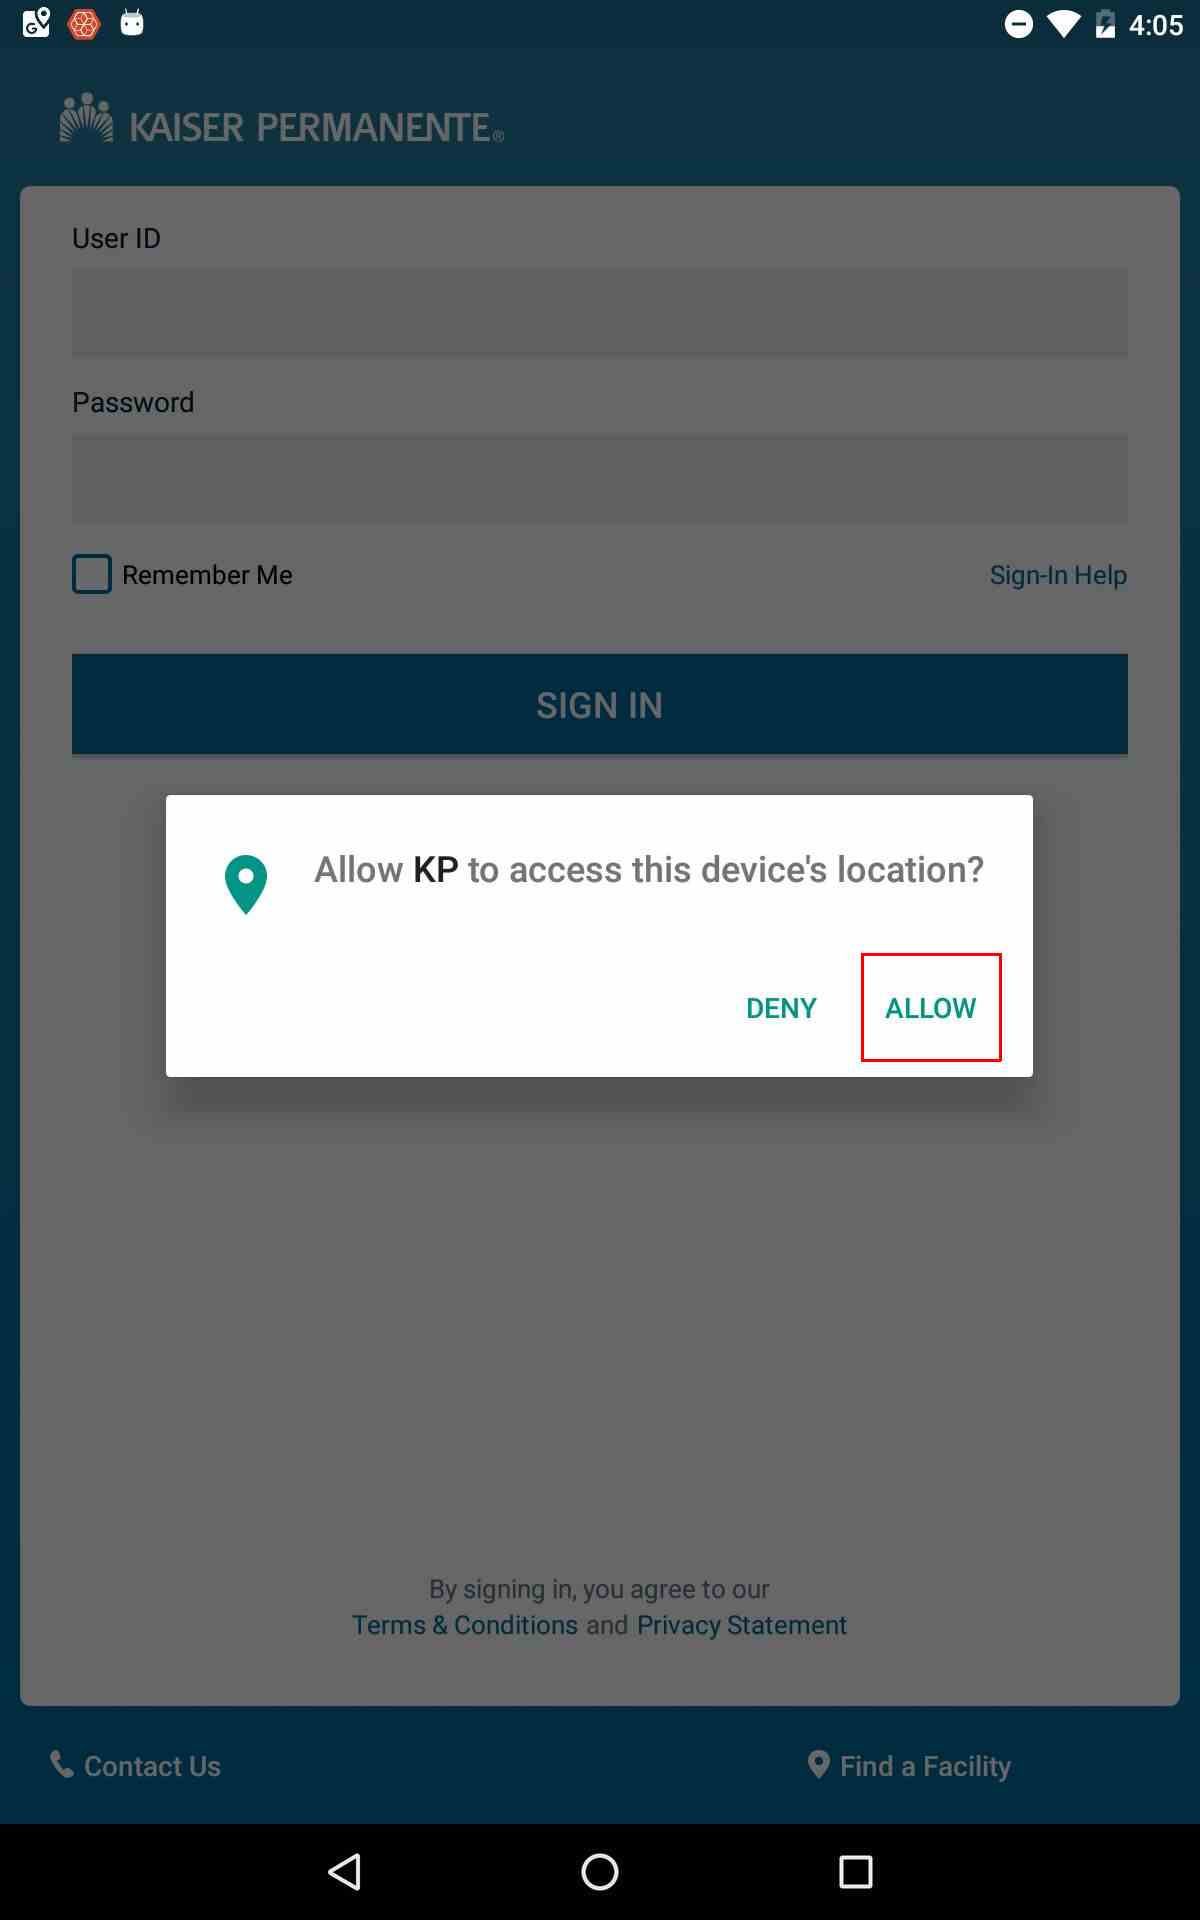 4:05
KAISER PERMANENTE®
User ID
Password
Remember Me
Sign-In Help
SIGN IN
Allow KP to access this device's location?
DENY
ALLOW
By signing in, you agree to our
Terms & Conditions and Privacy Statement
Contact Us
Find a Facility